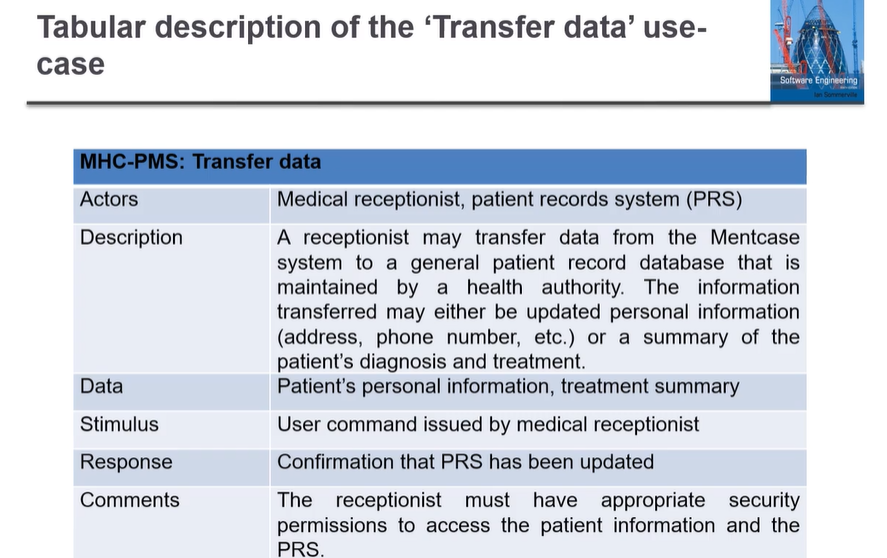 Tabular description of the ‘Transfer data’ use-
case
Software Engineering
Ian Sommerville
MHC-PMS: Transfer data
Actors
Medical receptionist, patient records system (PRS)
Description
A receptionist may transfer data from the Mentcase
system to a general patient record database that is
maintained by a health authority. The information
transferred may either be updated personal information
(address, phone number, etc.) or a summary of the
patient’s diagnosis and treatment.
Data
Patient’s personal information, treatment summary
Stimulus
User command issued by medical receptionist
Response
Confirmation that PRS has been updated
Comments
The receptionist must have appropriate security
permissions to access the patient information and the
PRS.